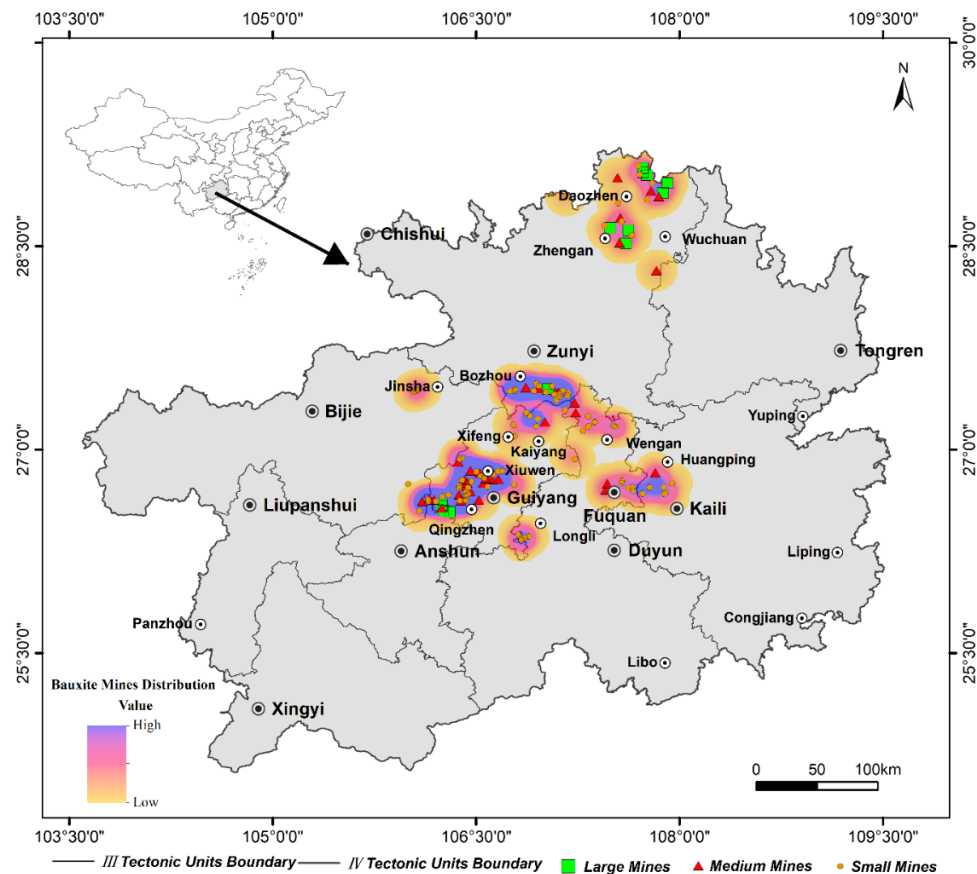 103°30'0" 105°0'0" 106°30'0" 108°0'0" 109°30'0"
30°0'0" 30°0'0"
N
Daozhen
Chishui
28°30'0" Zhengan Wuchuan 28°30'0"
Zunyi Tongren
Bozhou
Jinsha
Bijie Yuping
Xifeng Wengan
Kaiyang
27°0'0" Huangping 27°0'0"
Xiuwen
Liupanshui Guiyang
Fuquan Kaili
Qingzhen
Longli
Anshun Duyun Liping
Panzhou Congjiang
25°30'0" 25°30'0"
Libo
Bauxite Mines Distribution
Value
High
Low
Xingyi
0 50 100km
103°30'0" 105°0'0" 106°30'0" 108°0'0" 109°30'0"
III Tectonic Units Boundary IV Tectonic Units Boundary Large Mines Medium Mines Small Mines